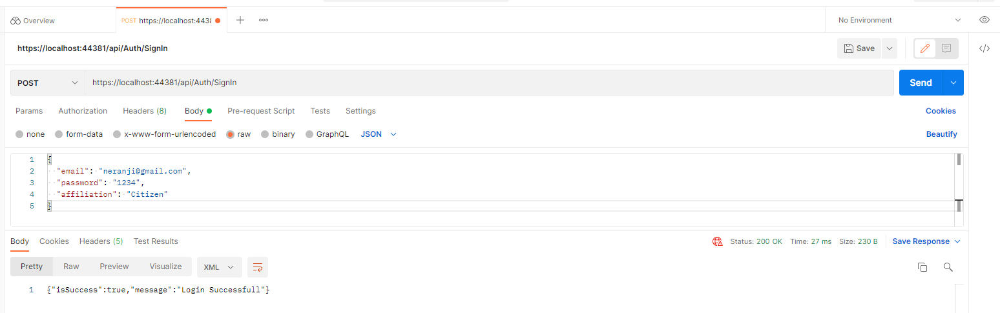 Overview
POST https://localhost:4438
No Environment
https://localhost:44381/api/Auth/SignIn
Save
POST https://localhost:44381/api/Auth/SignIn
Send
Params Authorization Headers (8) Body Pre-request Script Tests Settings Cookies
none form-data x-www-form-urlencoded raw binary GraphQL JSON Beautify
1 {
2 "email": "neranji@gmail.com",
3 "password": "1234",
4 "affiliation": "Citizen"
5 }
Body Cookies Headers (5) Test Results Status: 200 OK Time: 27 ms Size: 230 B Save Response
Pretty Raw Preview Visualize XML
1 {"isSuccess":true,"message":"Login Successfull"}